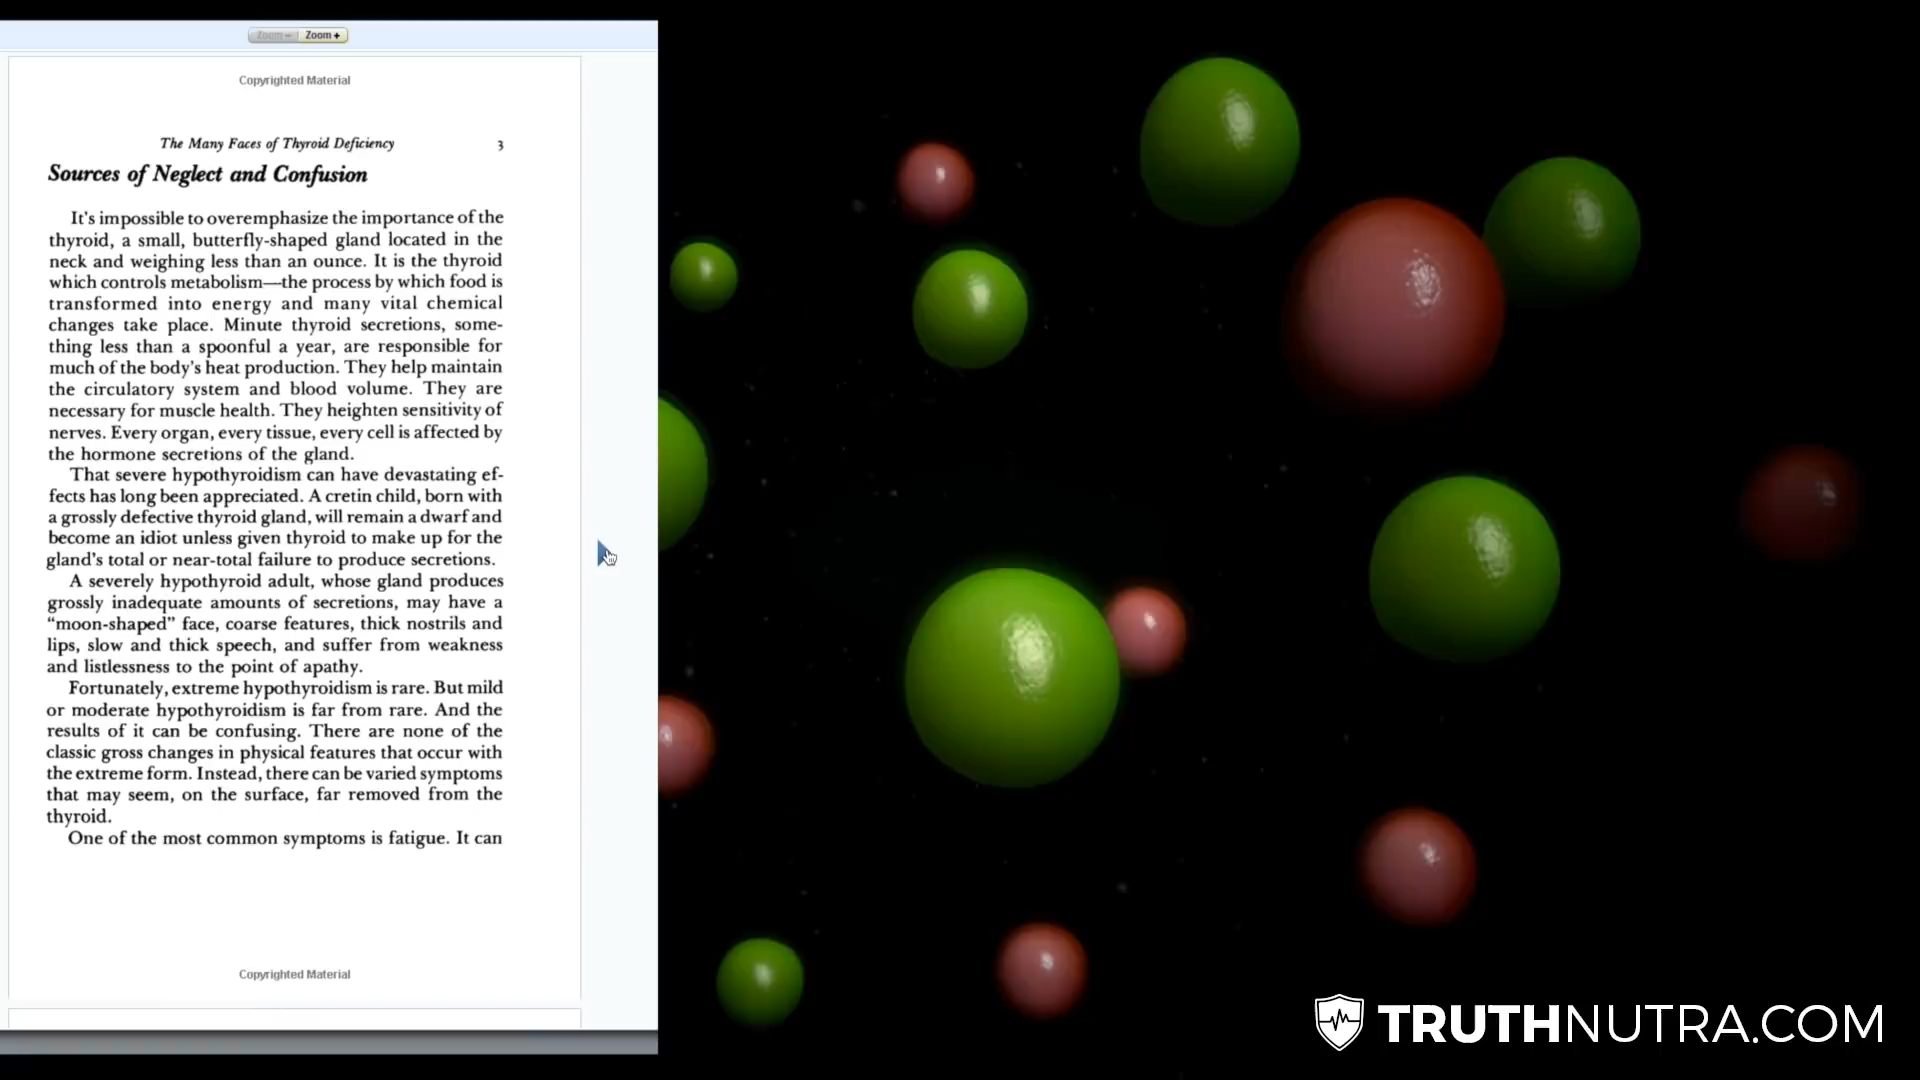 Zoom − Zoom +
Copyrighted Material
The Many Faces of Thyroid Deficiency 3
Sources of Neglect and Confusion
It's impossible to overemphasize the importance of the
thyroid, a small, butterfly-shaped gland located in the
neck and weighing less than an ounce. It is the thyroid
which controls metabolism—the process by which food is
transformed into energy and many vital chemical
changes take place. Minute thyroid secretions, some-
thing less than a spoonful a year, are responsible for
much of the body's heat production. They help maintain
the circulatory system and blood volume. They are
necessary for muscle health. They heighten sensitivity of
nerves. Every organ, every tissue, every cell is affected by
the hormone secretions of the gland.
That severe hypothyroidism can have devastating ef-
fects has long been appreciated. A cretin child, born with
a grossly defective thyroid gland, will remain a dwarf and
become an idiot unless given thyroid to make up for the
gland's total or near-total failure to produce secretions.
A severely hypothyroid adult, whose gland produces
grossly inadequate amounts of secretions, may have a
"moon-shaped" face, coarse features, thick nostrils and
lips, slow and thick speech, and suffer from weakness
and listlessness to the point of apathy.
Fortunately, extreme hypothyroidism is rare. But mild
or moderate hypothyroidism is far from rare. And the
results of it can be confusing. There are none of the
classic gross changes in physical features that occur with
the extreme form. Instead, there can be varied symptoms
that may seem, on the surface, far removed from the
thyroid.
One of the most common symptoms is fatigue. It can
Copyrighted Material
TRUTHNUTRA.COM